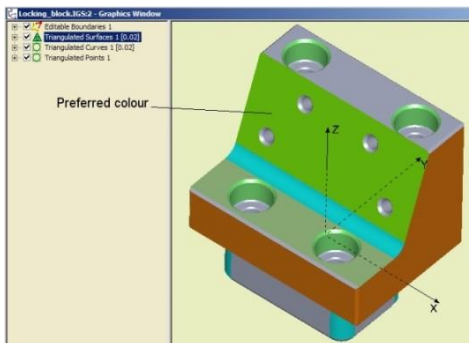 Locking_block.IGS:2 - Graphics Window
Editable Boundaries 1
Triangulated Surfaces 1 [0.02]
Triangulated Curves 1 [0.02]
Triangulated Points 1
Preferred colour
Z
Y
X